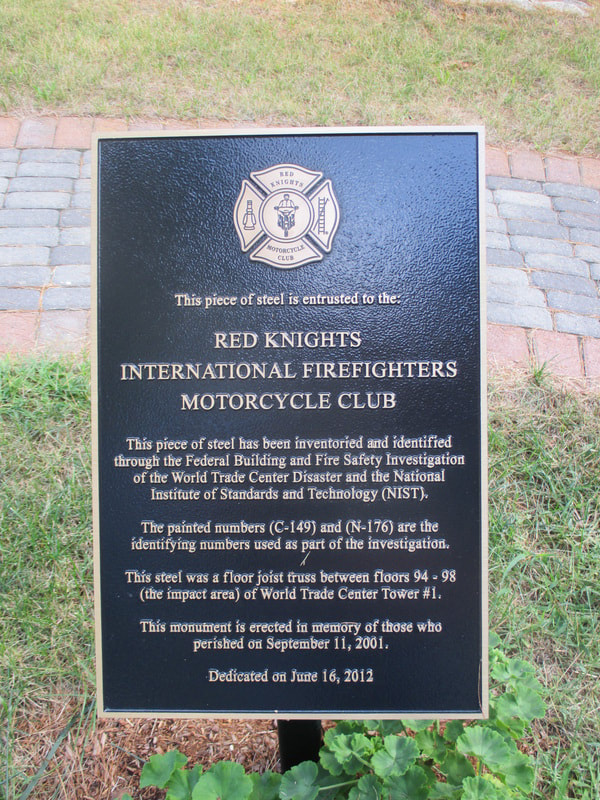 RED
KNIGHTS
MOTORCYCLE
CLUB
This piece of steel is entrusted to the:
RED KNIGHTS
INTERNATIONAL FIREFIGHTERS
MOTORCYCLE CLUB
This piece of steel has been inventoried and identified
through the Federal Building and Fire Safety Investigation
of the World Trade Center Disaster and the National
Institute of Standards and Technology (NIST).
The painted numbers (C-149) and (N-176) are the
identifying numbers used as part of the investigation.
This steel was a floor joist truss between floors 94 - 98
(the impact area) of World Trade Center Tower #1.
This monument is erected in memory of those who
perished on September 11, 2001.
Dedicated on June 16, 2012